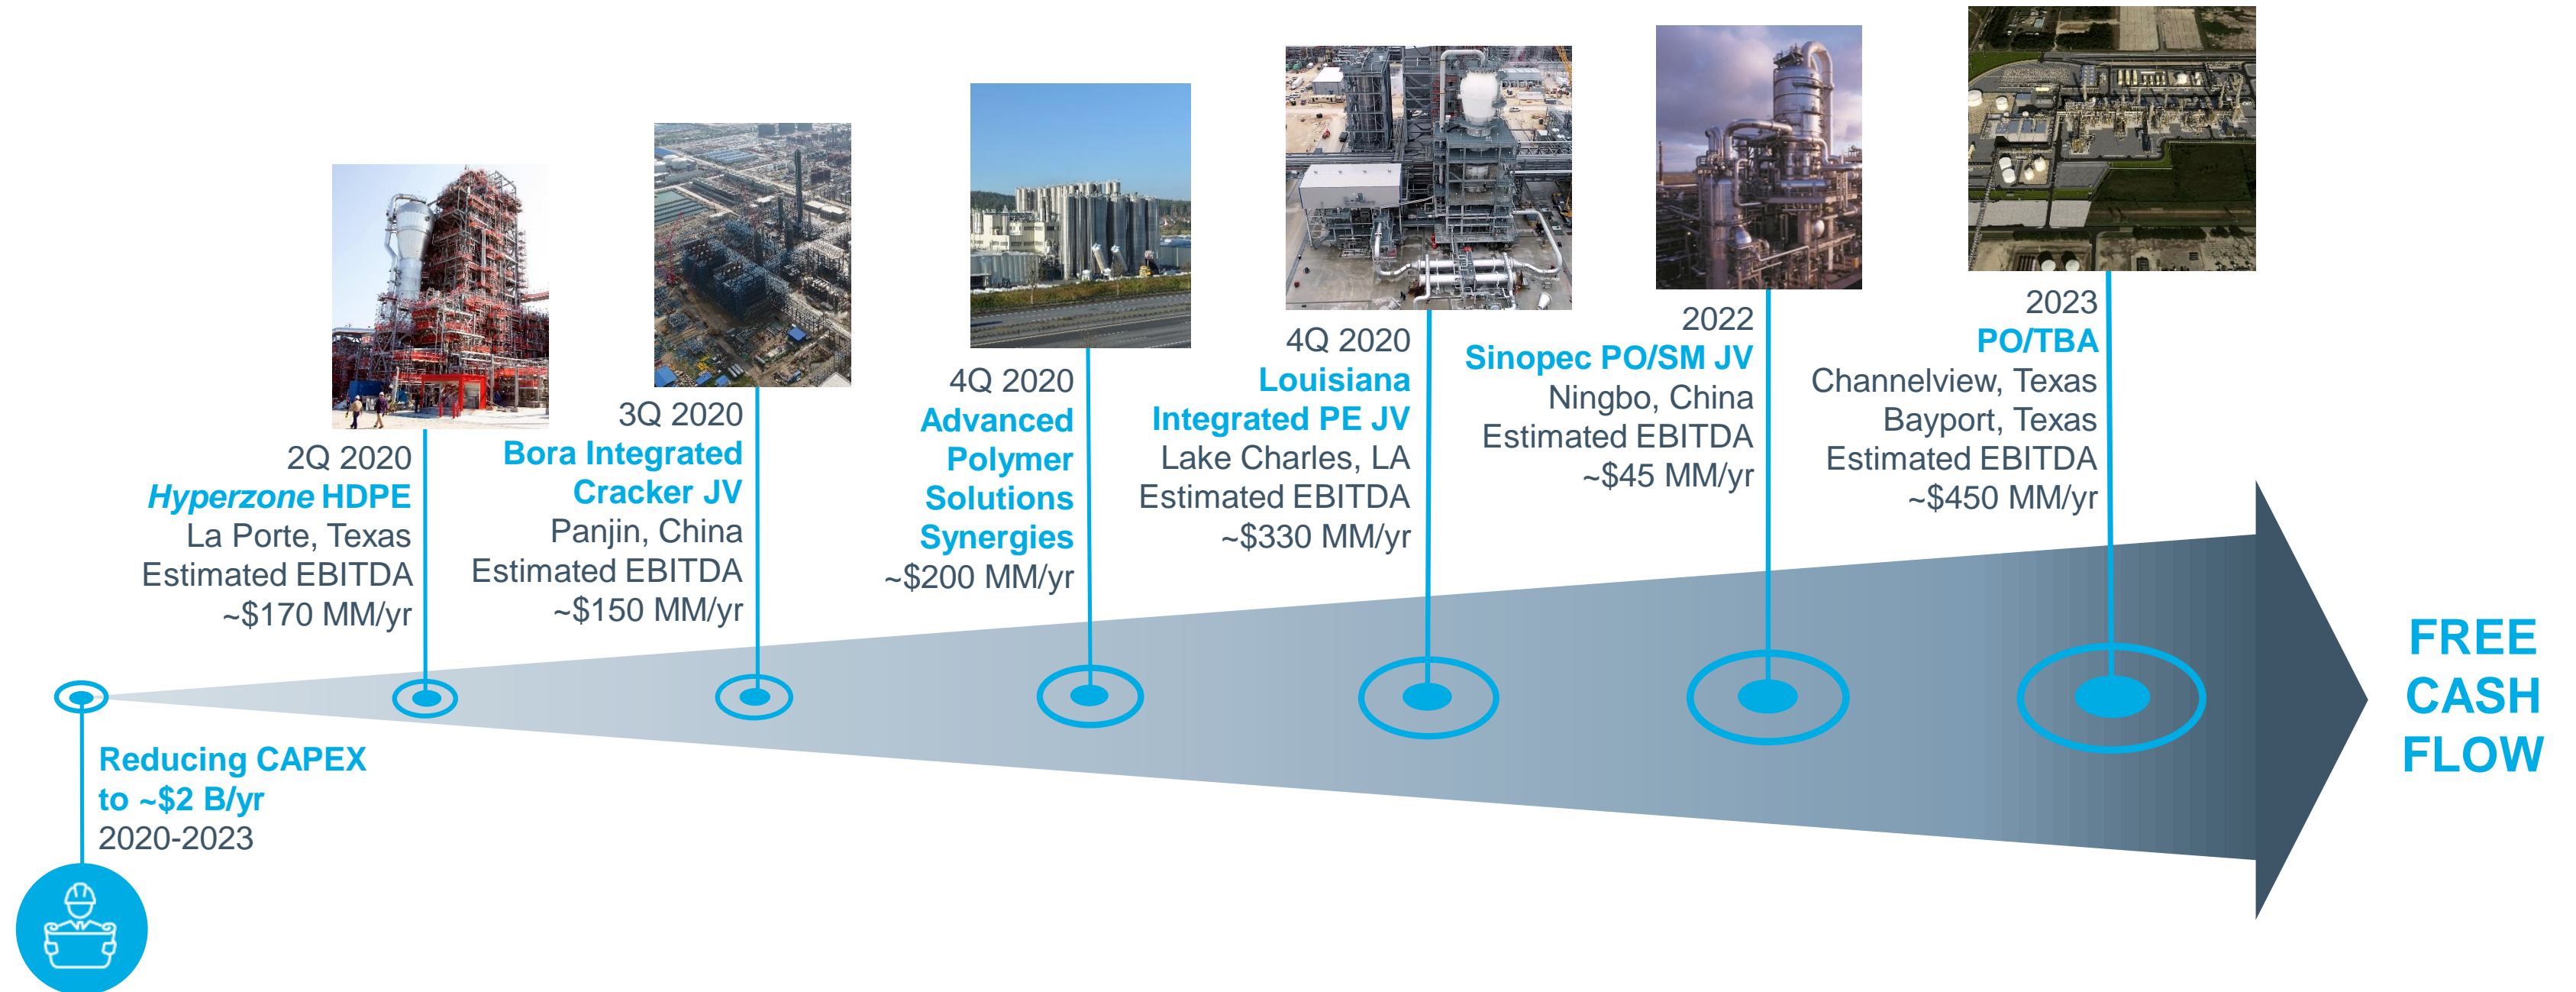 2Q 2020
Hyperzone HDPE
La Porte, Texas
Estimated EBITDA
~$170 MM/yr
3Q 2020
Bora Integrated
Cracker JV
Panjin, China
Estimated EBITDA
~$150 MM/yr
4Q 2020
Advanced
Polymer
Solutions
Synergies
~$200 MM/yr
4Q 2020
Louisiana
Integrated PE JV
Lake Charles, LA
Estimated EBITDA
~$330 MM/yr
2022
Sinopec PO/SM JV
Ningbo, China
Estimated EBITDA
~$45 MM/yr
2023
PO/TBA
Channelview, Texas
Bayport, Texas
Estimated EBITDA
~$450 MM/yr
Reducing CAPEX
to ~$2 B/yr
2020-2023
FREE
CASH
FLOW